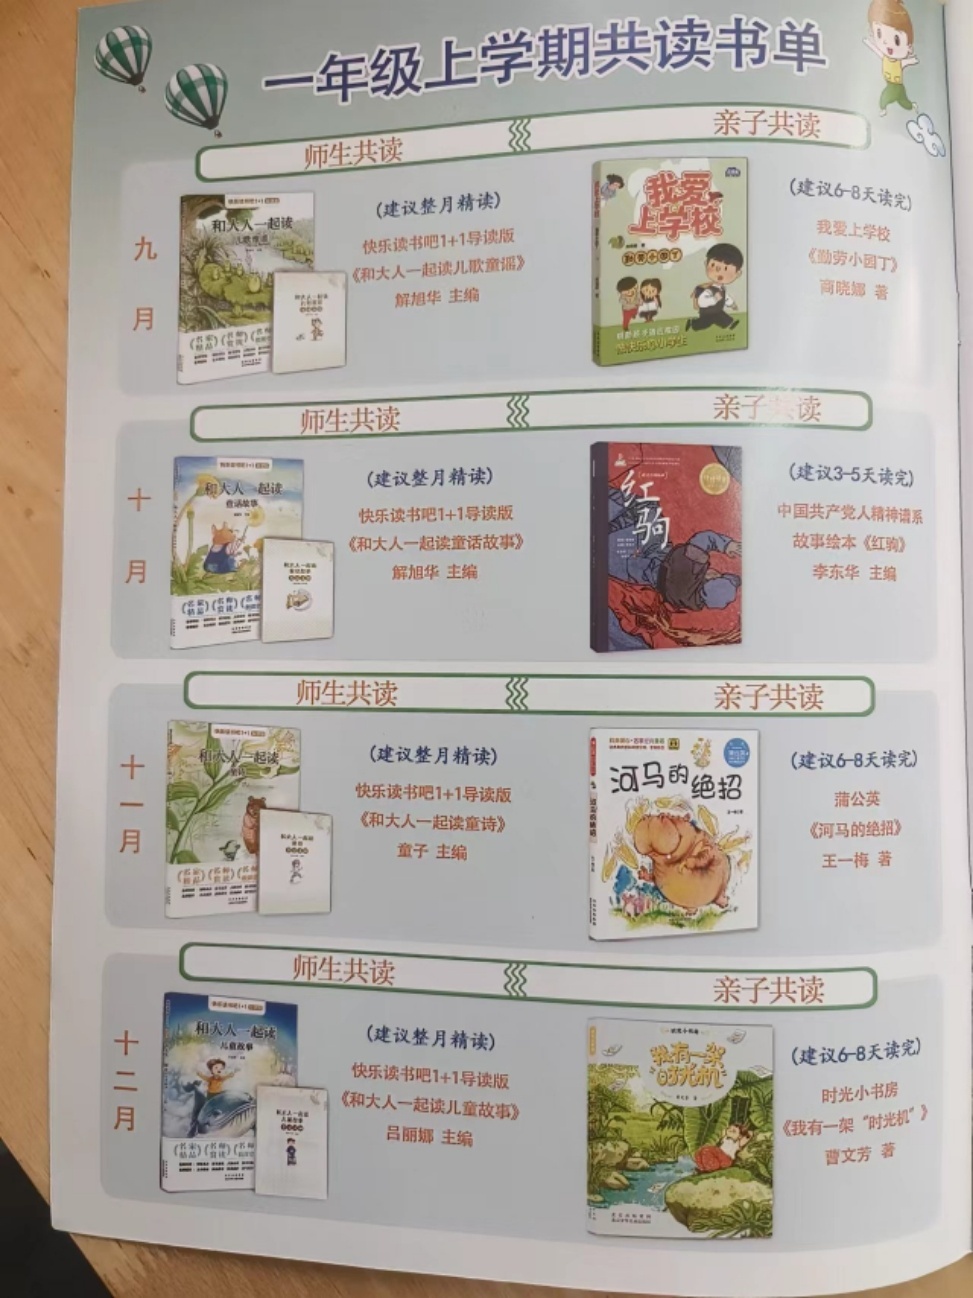 一年级上学期共读书单
师生共读
亲子共读
九月
和大人一起读
(建议整月精读)
快乐读书吧1+1导读版
《和大人一起读儿歌童谣》
解旭华 主编
我爱
上学校
勤劳小园丁
(建议6-8天读完)
我爱上学校
《勤劳小园丁》
商晓娜 著
师生共读
亲子共读
十月
和大人一起读
童话故事
(建议整月精读)
快乐读书吧1+1导读版
《和大人一起读童话故事》
解旭华 主编
红
驹
(建议3-5天读完)
中国共产党人精神谱系
故事绘本《红驹》
李东华 主编
师生共读
亲子共读
十一月
和大人一起读
童诗
(建议整月精读)
快乐读书吧1+1导读版
《和大人一起读童诗》
童子 主编
河马的
绝招
(建议6-8天读完)
蒲公英
《河马的绝招》
王一梅 著
师生共读
亲子共读
十二月
和大人一起读
儿童故事
(建议整月精读)
快乐读书吧1+1导读版
《和大人一起读儿童故事》
吕丽娜 主编
我有一架
“时光机”
(建议6-8天读完)
时光小书房
《我有一架“时光机”》
曹文芳 著